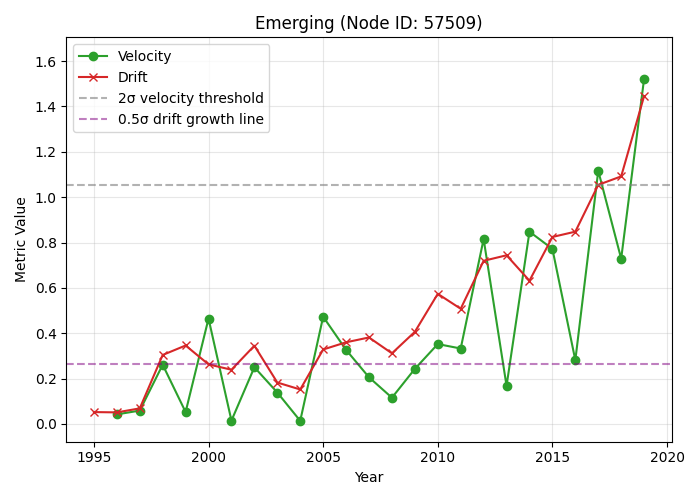 Emerging (Node ID: 57509)
Velocity
Drift
2σ velocity threshold
0.5σ drift growth line
Metric Value
1.6
1.4
1.2
1.0
0.8
0.6
0.4
0.2
0.0
1995 2000 2005 2010 2015 2020
Year